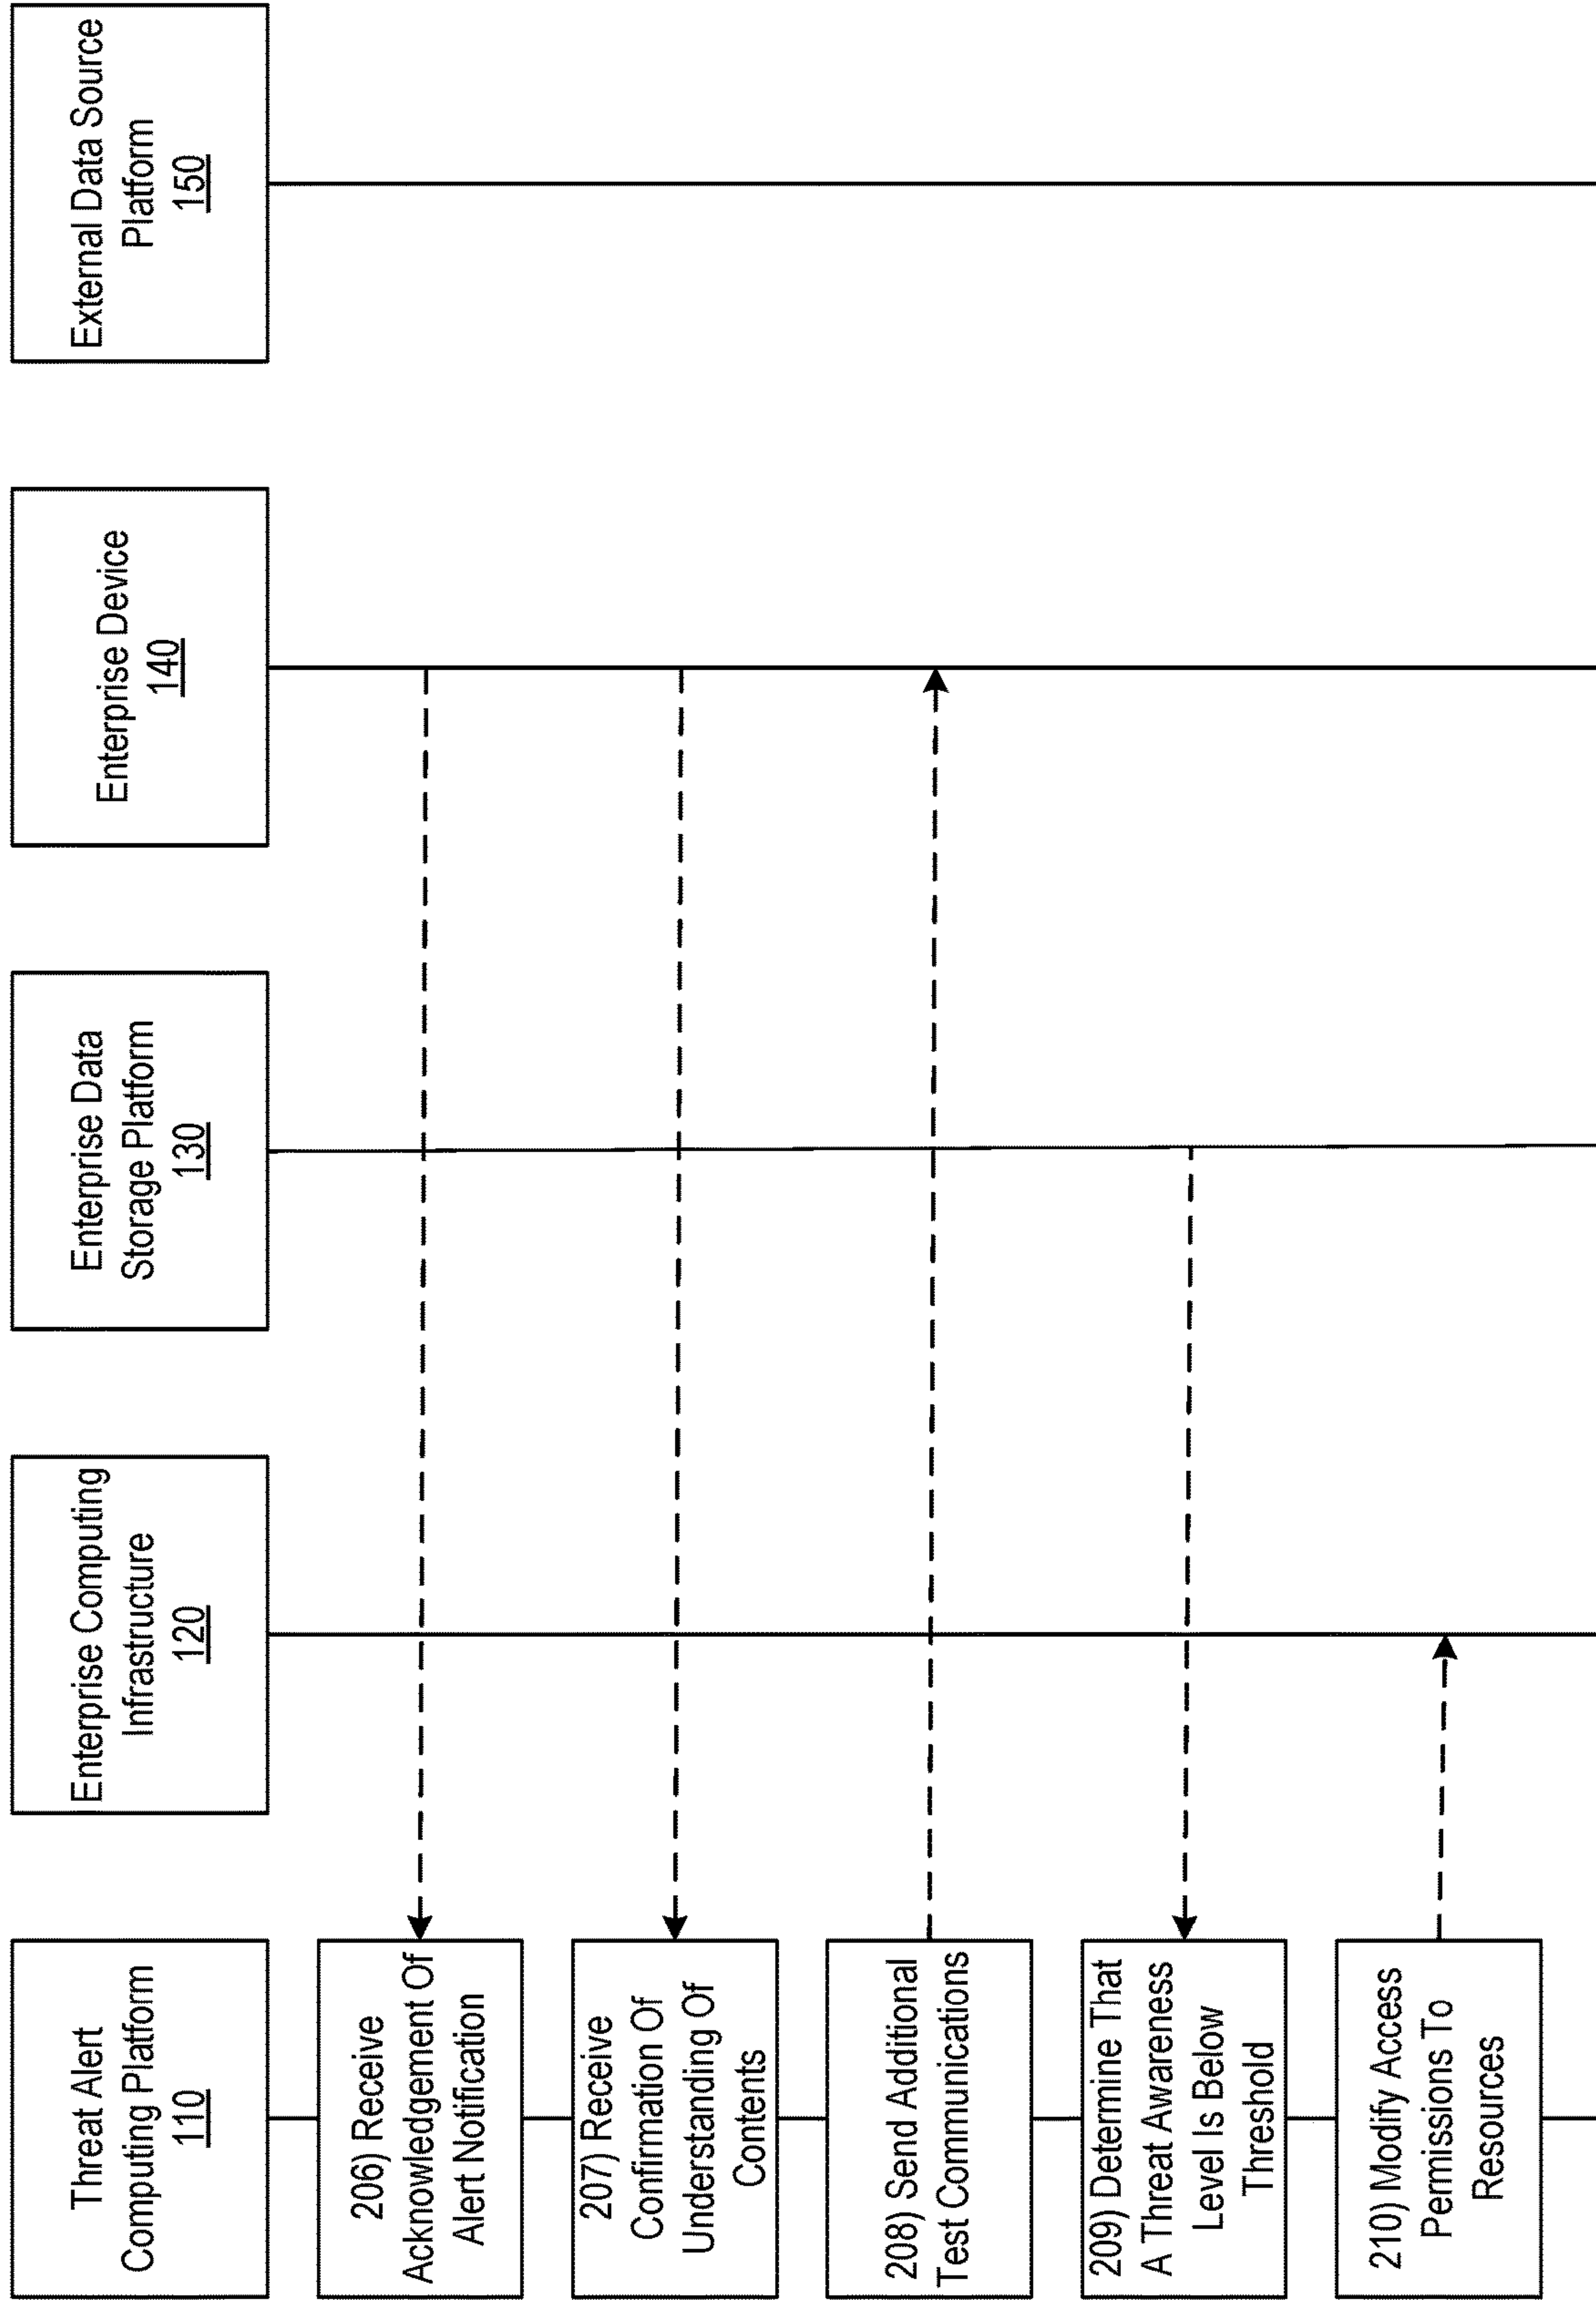 Threat Alert
Computing Platform
110
Enterprise Computing
Infrastructure
120
Enterprise Data
Storage Platform
130
Enterprise Device
140
External Data Source
Platform
150
206) Receive
Acknowledgement Of
Alert Notification
207) Receive
Confirmation Of
Understanding Of
Contents
208) Send Additional
Test Communications
209) Determine That
A Threat Awareness
Level Is Below
Threshold
210) Modify Access
Permissions To
Resources